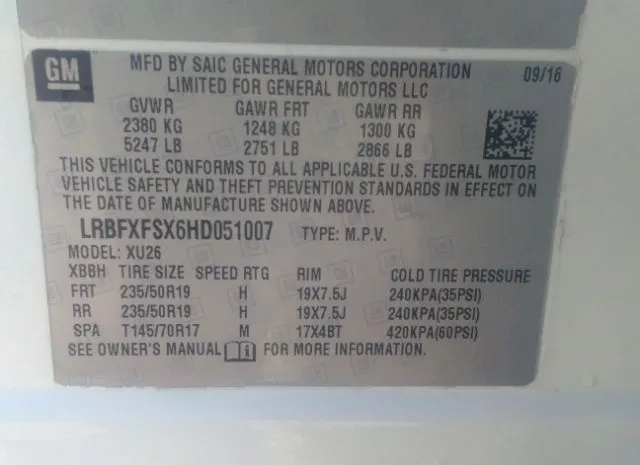 GM
MFD BY SAIC GENERAL MOTORS CORPORATION 09/16
LIMITED FOR GENERAL MOTORS LLC
GVWR GAWR FRT GAWR RR
2380 KG 1248 KG 1300 KG
5247 LB 2751 LB 2866 LB
THIS VEHICLE CONFORMS TO ALL APPLICABLE U.S. FEDERAL MOTOR
VEHICLE SAFETY AND THEFT PREVENTION STANDARDS IN EFFECT ON
THE DATE OF MANUFACTURE SHOWN ABOVE.
LRBFXFSX6HD051007 TYPE: M.P.V.
MODEL: XU26
XBBH TIRE SIZE SPEED RTG RIM COLD TIRE PRESSURE
FRT 235/50R19 H 19X7.5J 240KPA(35PSI)
RR 235/50R19 H 19X7.5J 240KPA(35PSI)
SPA T145/70R17 M 17X4BT 420KPA(60PSI)
SEE OWNER'S MANUAL i FOR MORE INFORMATION.